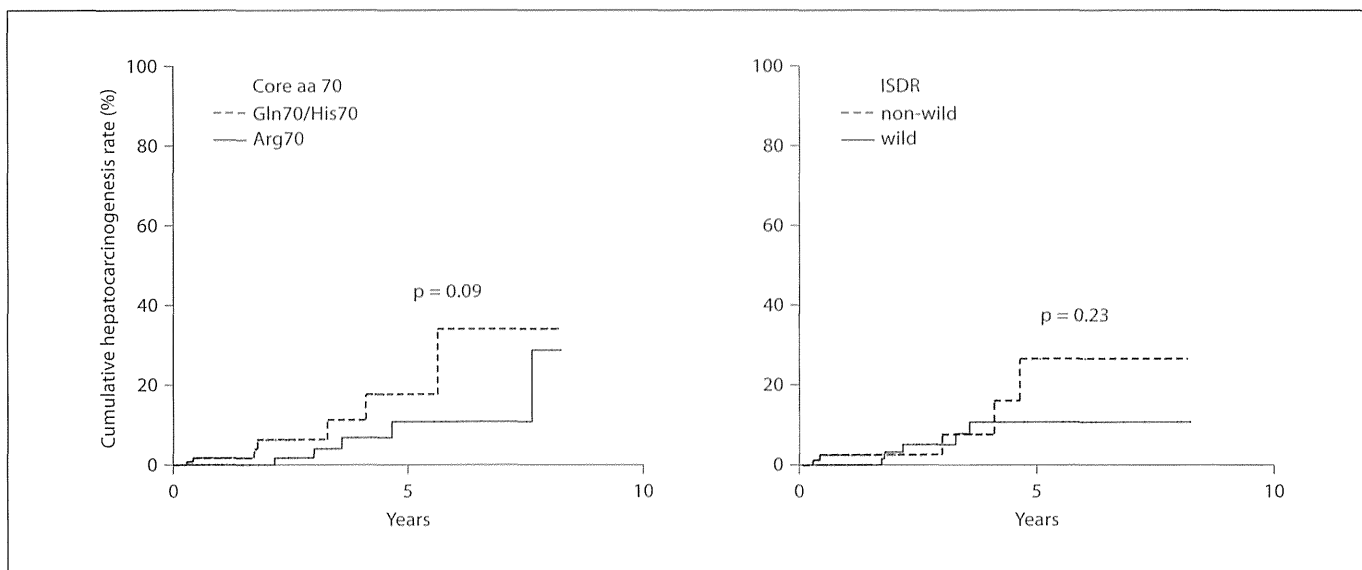 Cumulative hepatocarcinogenesis rate (%)
100
80
60
40
20
0
Core aa 70
Gln70/His70
Arg70
p = 0.09
0
5
10
Years
100
80
60
40
20
0
ISDR
non-wild
wild
p = 0.23
0
5
10
Years